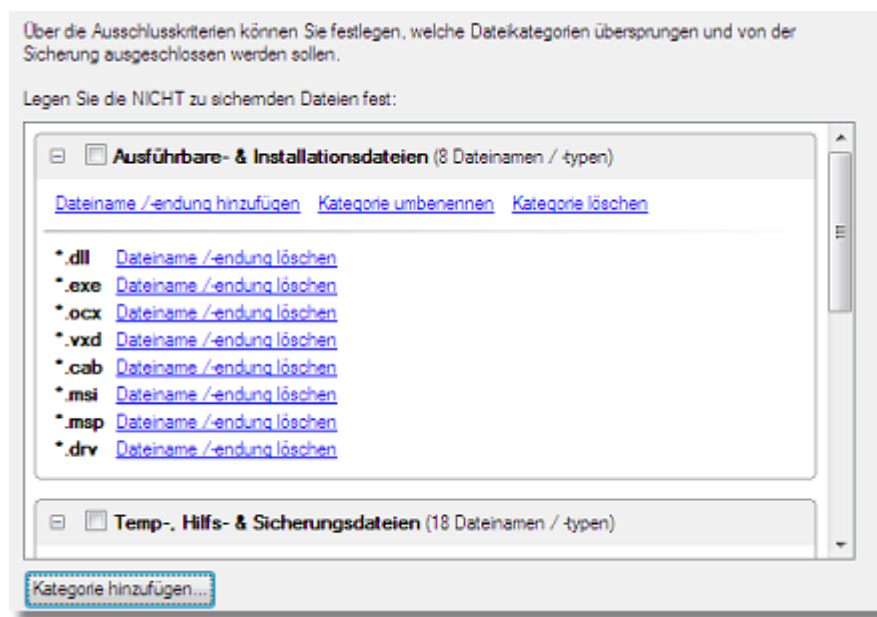 Über die Ausschlusskriterien können Sie festlegen, welche Dateikategorien übersprungen und von der
Sicherung ausgeschlossen werden sollen.
Legen Sie die NICHT zu sichernden Dateien fest:
Ausführbare- & Installationsdateien (8 Dateinamen / -typen)
Dateiname /-endung hinzufügen Kategorie umbenennen Kategorie löschen
*.dll Dateiname /-endung löschen
*.exe Dateiname /-endung löschen
*.ocx Dateiname /-endung löschen
*.vxd Dateiname /-endung löschen
*.cab Dateiname /-endung löschen
*.msi Dateiname /-endung löschen
*.msp Dateiname /-endung löschen
*.drv Dateiname /-endung löschen
Temp-, Hilfs- & Sicherungsdateien (18 Dateinamen / -typen)
Kategorie hinzufügen...